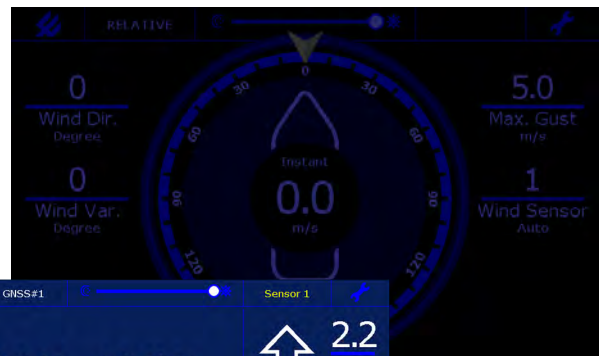 RELATIVE
0
Wind Dir.
Degree
0
Wind Var.
Degree
5.0
Max. Gust
m/s
1
Wind Sensor
Auto
0
30
30
60
60
90
90
120
120
Instant
0.0
m/s
GNSS#1
Sensor 1
2.2